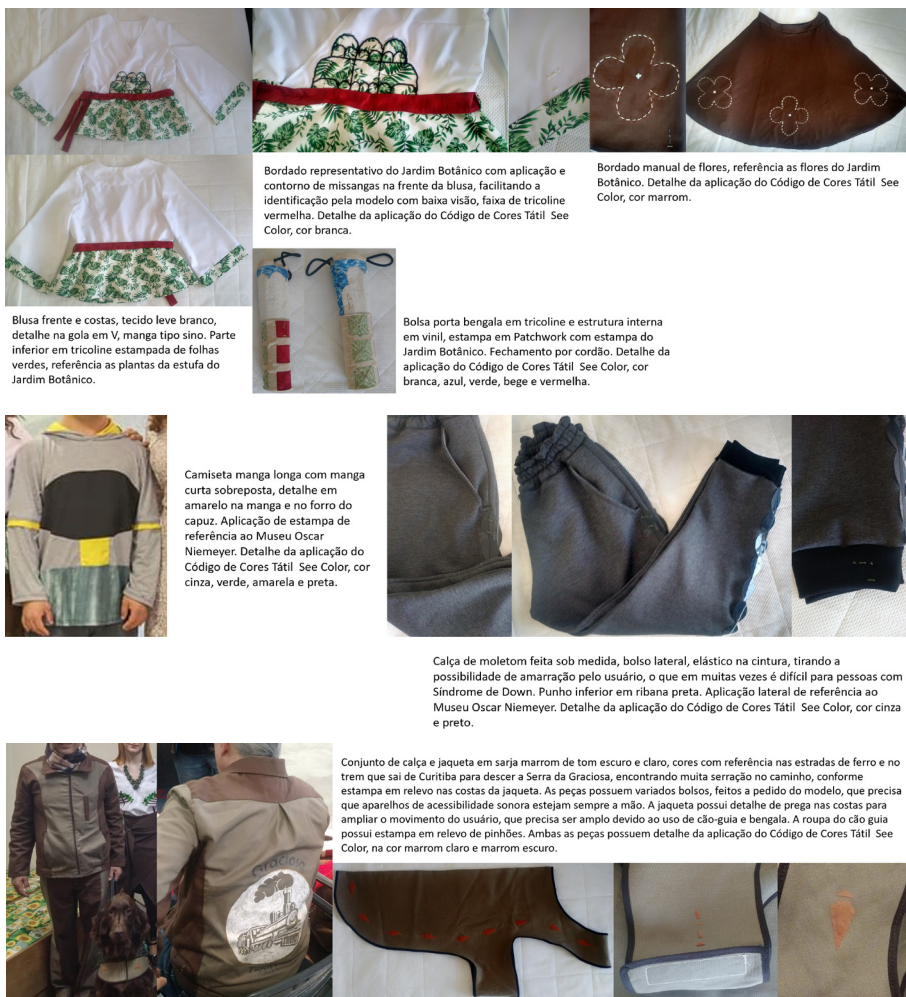 Bordado representativo do Jardim Botânico com aplicação e
contorno de missangas na frente da blusa, facilitando a
identificação pela modelo com baixa visão, faixa de tricoline
vermelha. Detalhe da aplicação do Código de Cores Tátil  See
Color, cor branca.
Bordado manual de flores, referência as flores do Jardim
Botânico. Detalhe da aplicação do Código de Cores Tátil  See
Color, cor marrom.
Blusa frente e costas, tecido leve branco,
detalhe na gola em V, manga tipo sino. Parte
inferior em tricoline estampada de folhas
verdes, referência as plantas da estufa do
Jardim Botânico.
Bolsa porta bengala em tricoline e estrutura interna
em vinil, estampa em Patchwork com estampa do
Jardim Botânico. Fechamento por cordão. Detalhe da
aplicação do Código de Cores Tátil  See Color, cor
branca, azul, verde, bege e vermelha.
Camiseta manga longa com manga
curta sobreposta, detalhe em
amarelo na manga e no forro do
capuz. Aplicação de estampa de
referência ao Museu Oscar
Niemeyer. Detalhe da aplicação do
Código de Cores Tátil  See Color, cor
cinza, verde, amarela e preta.
Calça de moletom feita sob medida, bolso lateral, elástico na cintura, tirando a
possibilidade de amarração pelo usuário, o que em muitas vezes é difícil para pessoas com
Síndrome de Down. Punho inferior em ribana preta. Aplicação lateral de referência ao
Museu Oscar Niemeyer. Detalhe da aplicação do Código de Cores Tátil  See Color, cor cinza
e preto.
Conjunto de calça e jaqueta em sarja marrom de tom escuro e claro, cores com referência nas estradas de ferro e no
trem que sai de Curitiba para descer a Serra da Graciosa, encontrando muita serração no caminho, conforme
estampa em relevo nas costas da jaqueta. As peças possuem variados bolsos, feitos a pedido do modelo, que precisa
que aparelhos de acessibilidade sonora estejam sempre a mão. A jaqueta possui detalhe de prega nas costas para
ampliar o movimento do usuário, que precisa ser amplo devido ao uso de cão-guia e bengala. A roupa do cão guia
possui estampa em relevo de pinhões. Ambas as peças possuem detalhe da aplicação do Código de Cores Tátil  See
Color, na cor marrom claro e marrom escuro.
Graciosa